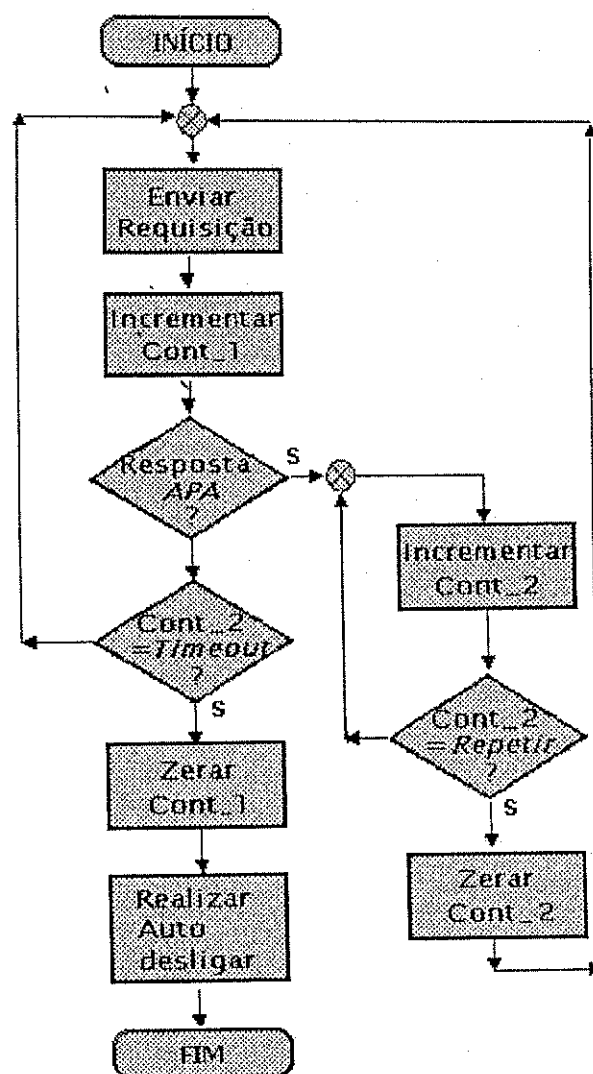 INÍCIO
Enviar
Requisição
Incrementar
Cont_1
Resposta
APA
?
S
Incrementar
Cont_2
Cont_2
=Timeout
?
S
Cont_2
=Repetir
?
S
Zerar
Cont_1
Zerar
Cont_2
Realizar
Auto
desligar
FIM